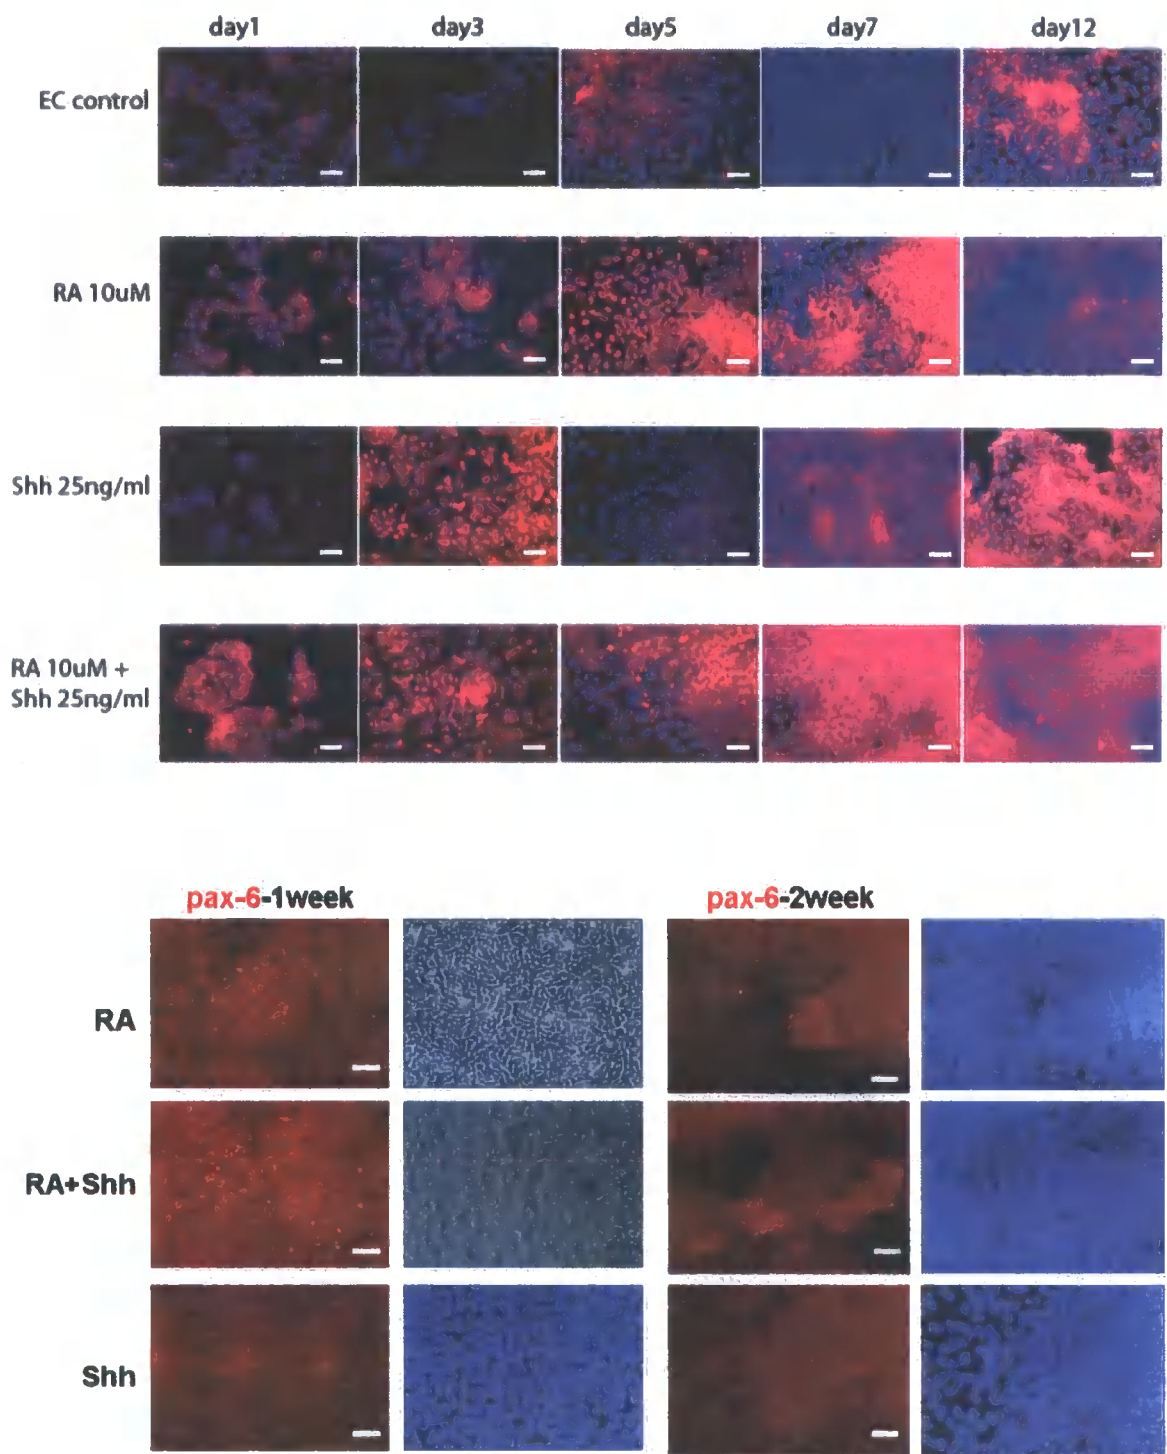 day1 day3 day5 day7 day12
EC control
RA 10uM
Shh 25ng/ml
RA 10uM +
Shh 25ng/ml
pax-6-1week pax-6-2week
RA
RA+Shh
Shh